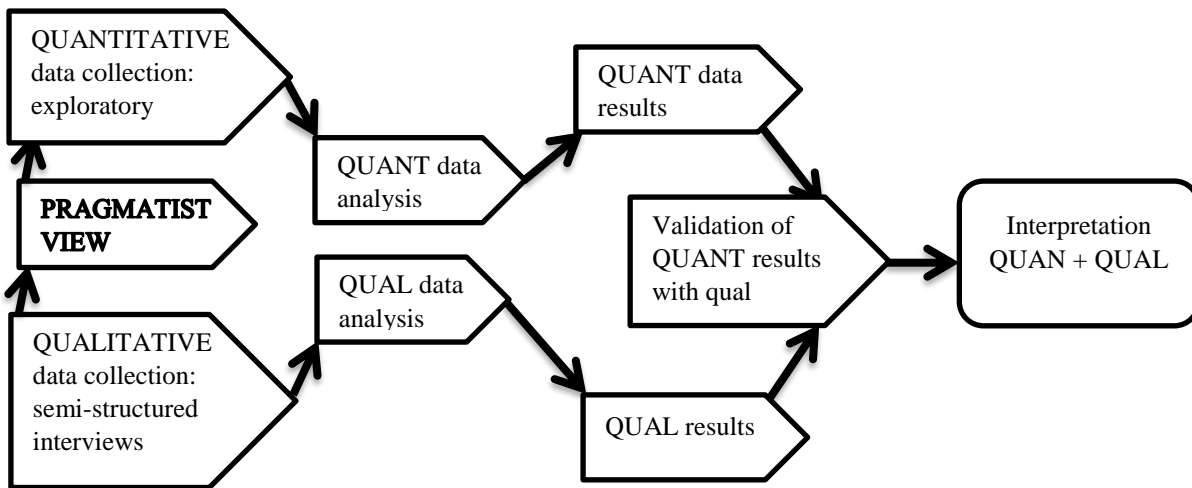 QUANTITATIVE
data collection:
exploratory
QUANT data
analysis
QUANT data
results
PRAGMATIST
VIEW
Validation of
QUANT results
with qual
Interpretation
QUAN + QUAL
QUALITATIVE
data collection:
semi-structured
interviews
QUAL data
analysis
QUAL results